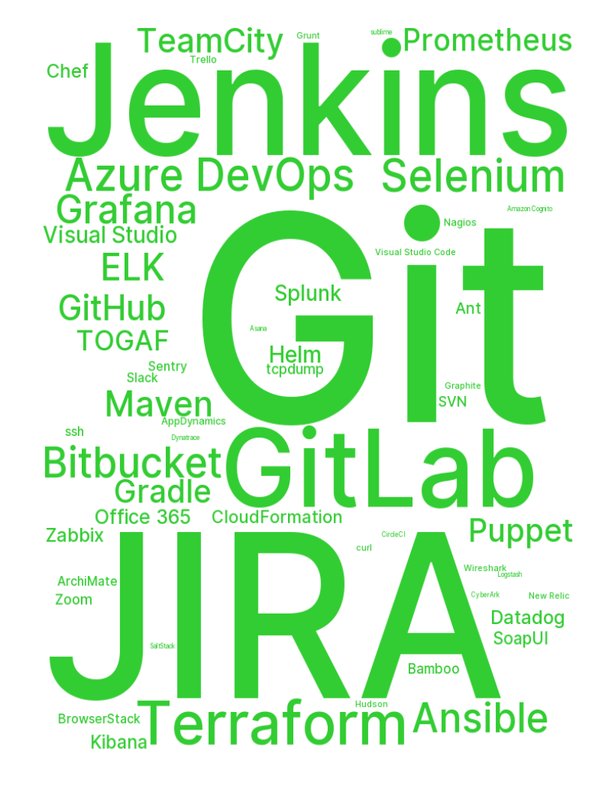 TeamCity
Grunt
sublime
Prometheus
Trello
Chef
Jenkins
Azure DevOps
Selenium
Grafana
Amazon Cognito
Nagios
Visual Studio
Visual Studio Code
ELK
Git
Splunk
GitHub
Ant
Asana
TOGAF
Helm
Sentry
tcpdump
Slack
Graphite
Maven
SVN
AppDynamics
ssh
Dynatrace
Bitbucket
GitLab
Gradle
Office 365
CloudFormation
Puppet
Zabbix
CircleCI
curl
JIRA
Wireshark
Logstash
ArchiMate
CyberArk
New Relic
Zoom
Datadog
SoapUI
SaltStack
Bamboo
Hudson
BrowserStack
Terraform
Ansible
Kibana